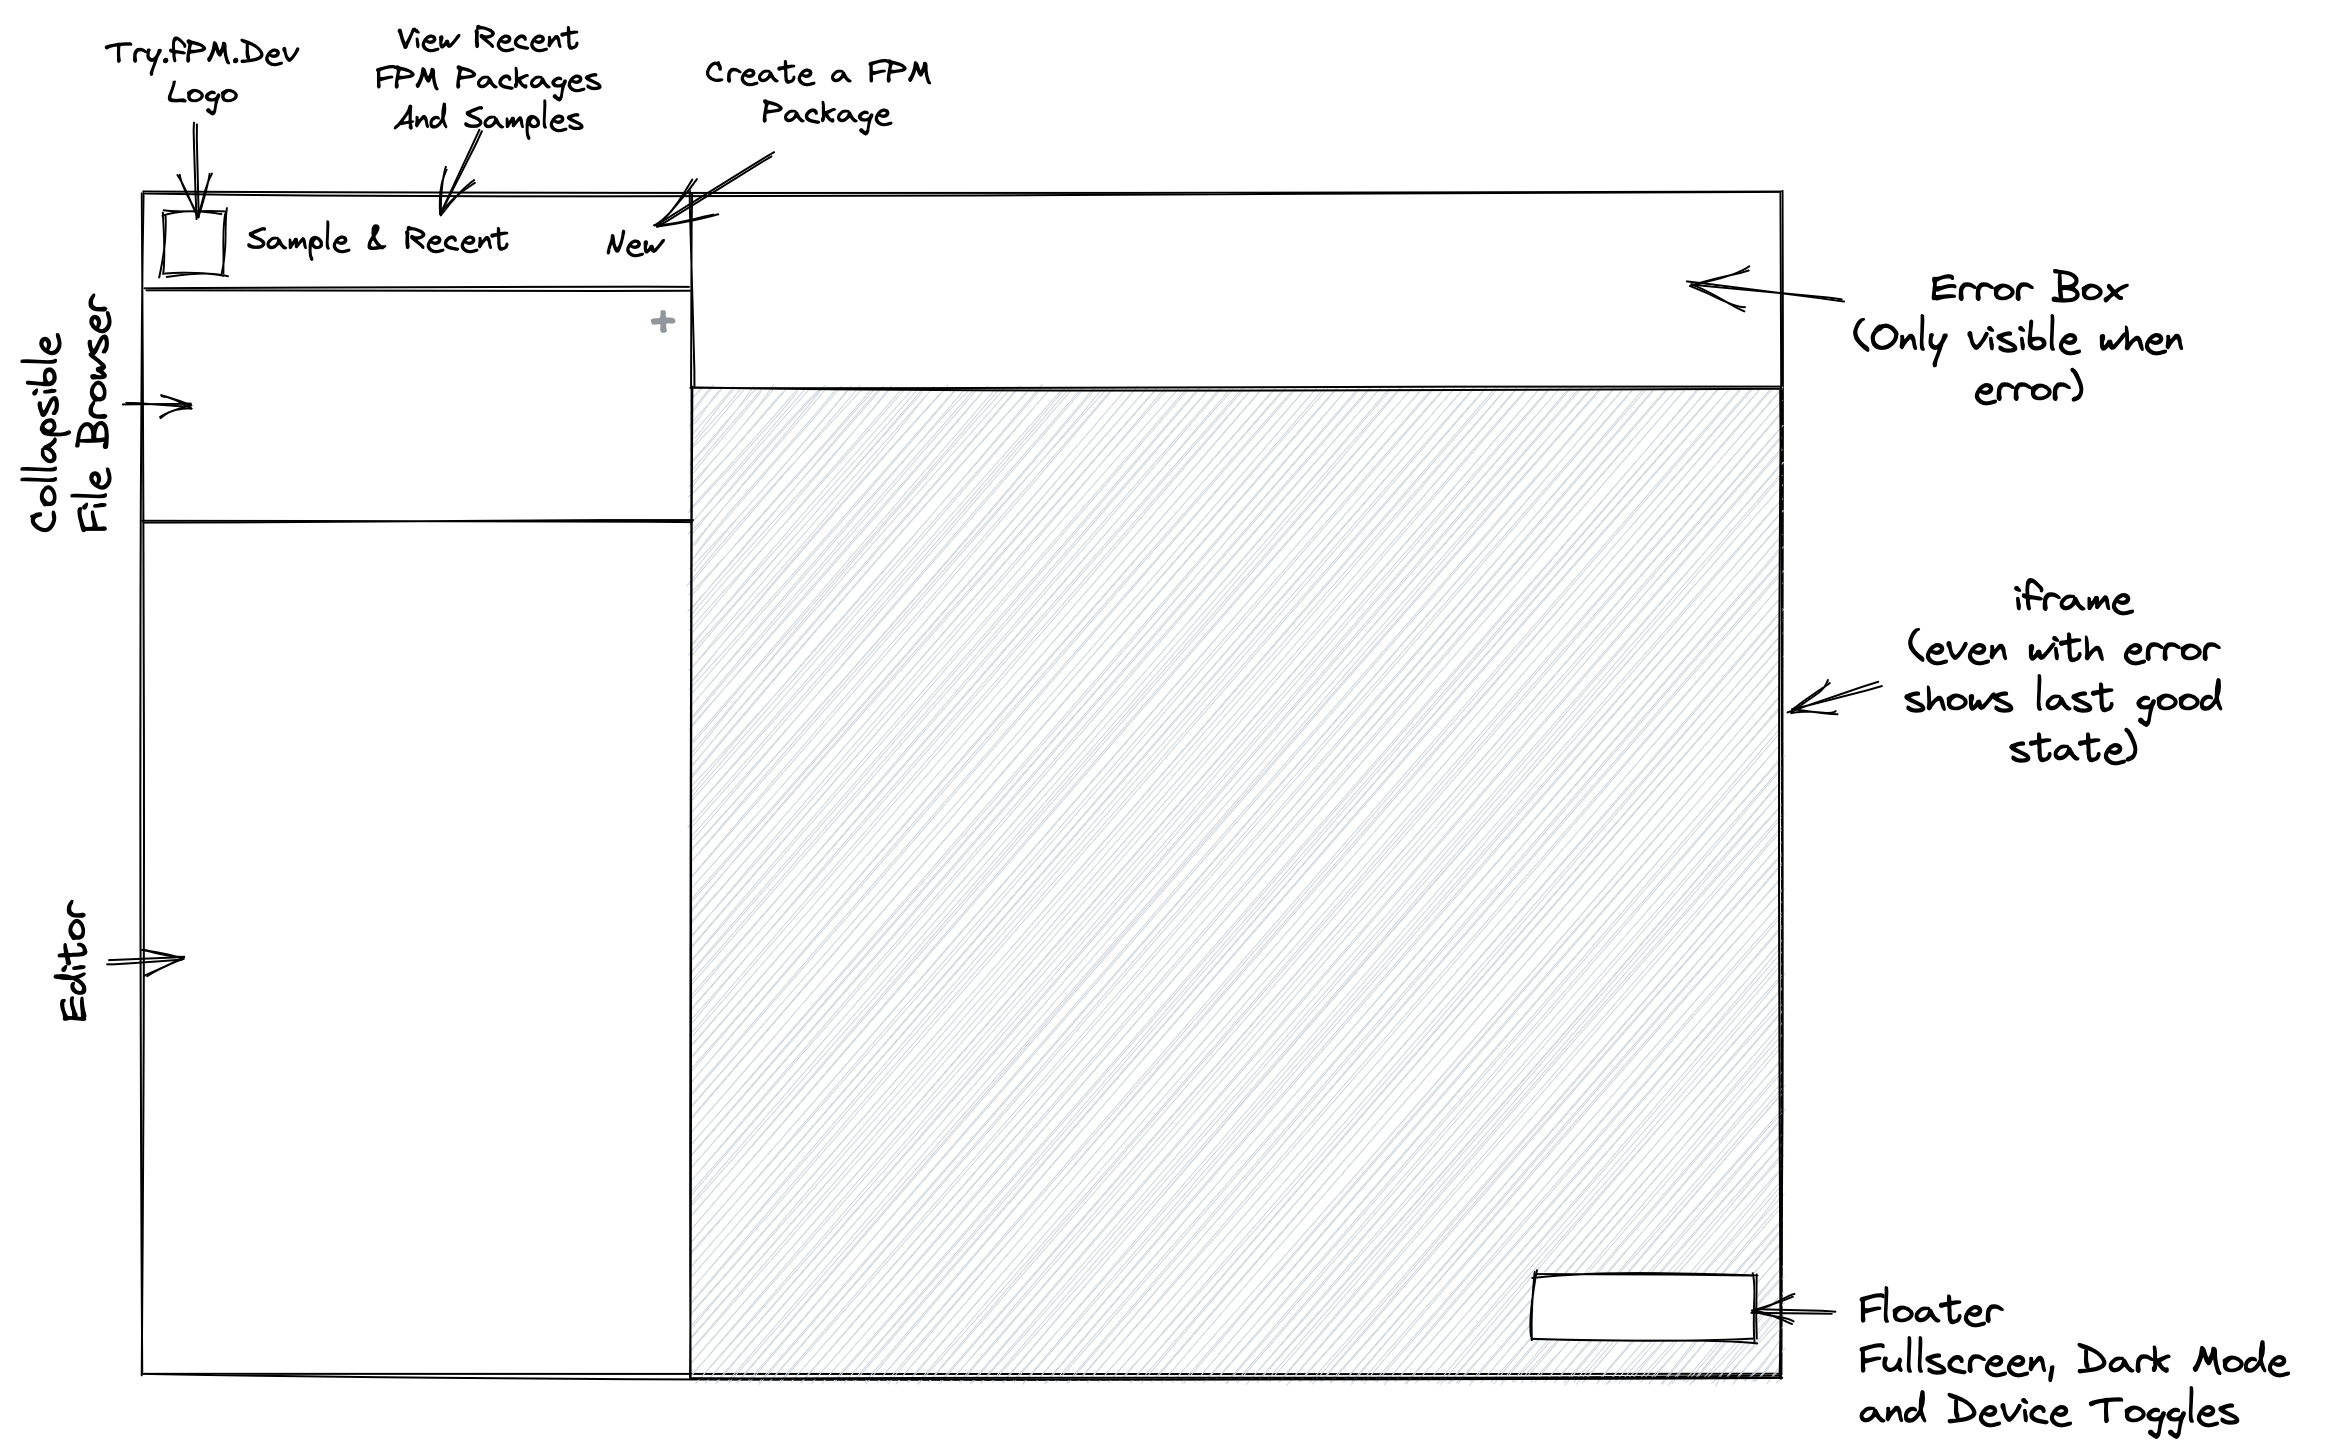 Try.fPM.Dev
Logo
View Recent
FPM Packages
And Samples
Create a FPM
Package
Sample & Recent
New
+
Collapsible
File Browser
Error Box
(Only visible when
error)
iframe
(even with error
shows last good
state)
Editor
Floater
Fullscreen, Dark Mode
and Device Toggles